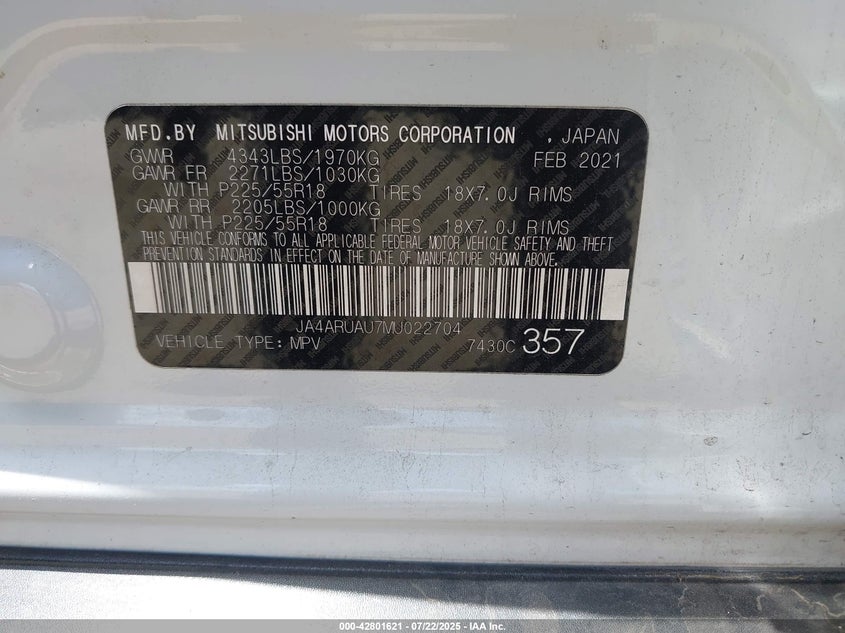 MFD.BY MITSUBISHI MOTORS CORPORATION , JAPAN
GVWR 4343LBS/1970KG FEB 2021
GAWR FR 2271LBS/1030KG
WITH P225/55R18 TIRES 18X7.0J RIMS
GAWR RR 2205LBS/1000KG
WITH P225/55R18 TIRES 18X7.0J RIMS
THIS VEHICLE CONFORMS TO ALL APPLICABLE FEDERAL MOTOR VEHICLE SAFETY AND THEFT
PREVENTION STANDARDS IN EFFECT ON THE DATE OF MANUFACTURE SHOWN ABOVE.
JA4ARUAU7MU022704
VEHICLE TYPE: MPV 7430C 357
000-42801621 - 07/22/2025 - IAA Inc.